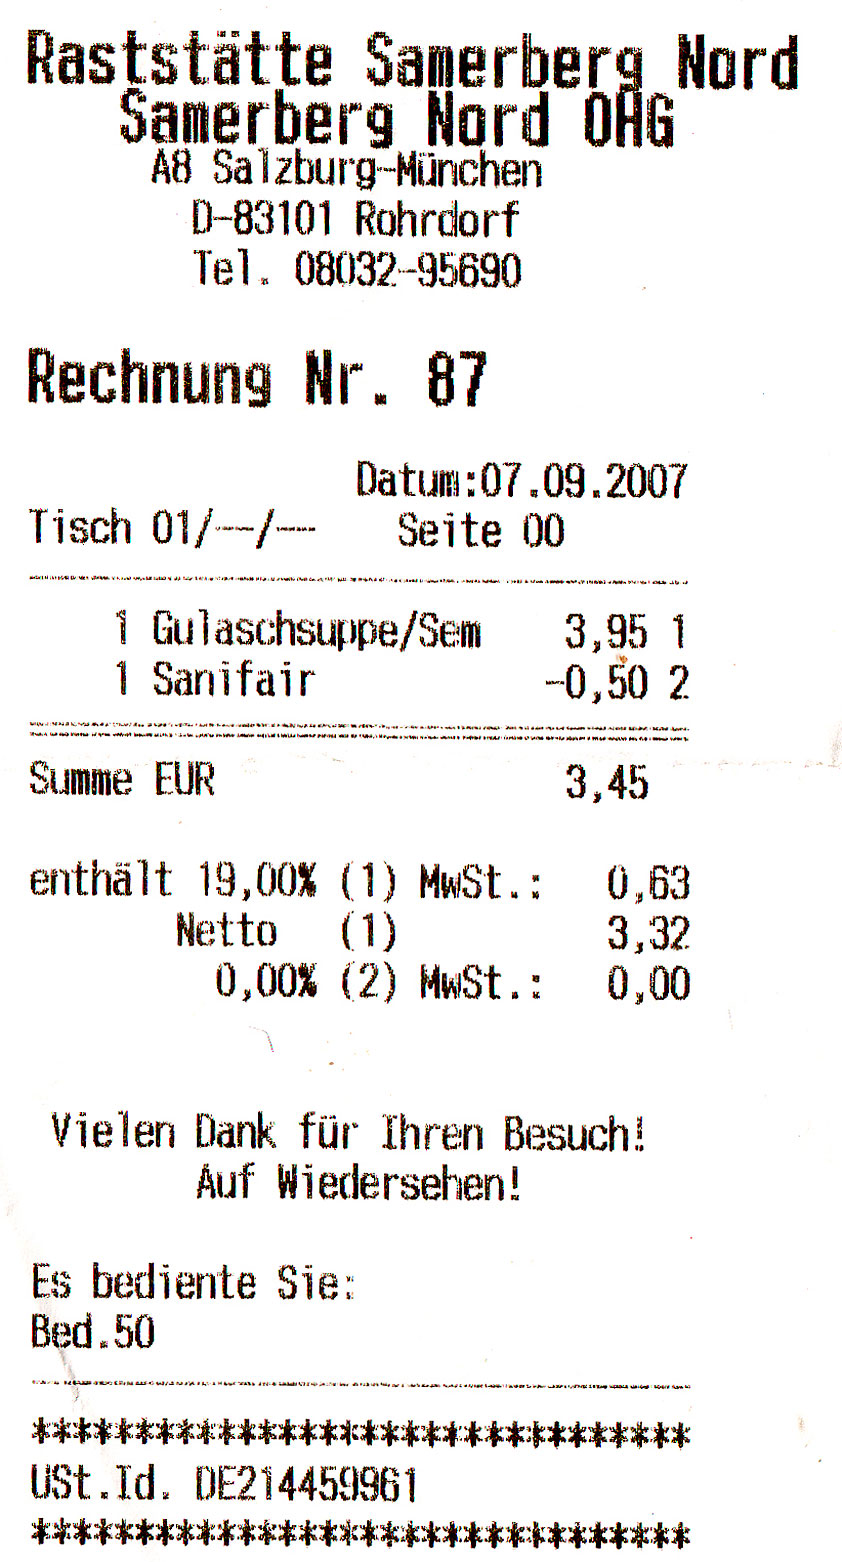 Raststätte Samerberg Nord
Samerberg Nord OHG
A8 Salzburg-München
D-83101 Rohrdorf
Tel. 08032-95690
Rechnung Nr. 87
Datum:07.09.2007
Tisch 01/--/-- Seite 00
1 Gulaschsuppe/Sem 3,95 1
1 Sanifair -0,50 2
Summe EUR 3,45
enthält 19,00% (1) MwSt.: 0,63
Netto (1) 3,32
0,00% (2) MwSt.: 0,00
Vielen Dank für Ihren Besuch!
Auf Wiedersehen!
Es bediente Sie:
Bed.50
********************************
USt.Id. DE214459961
********************************